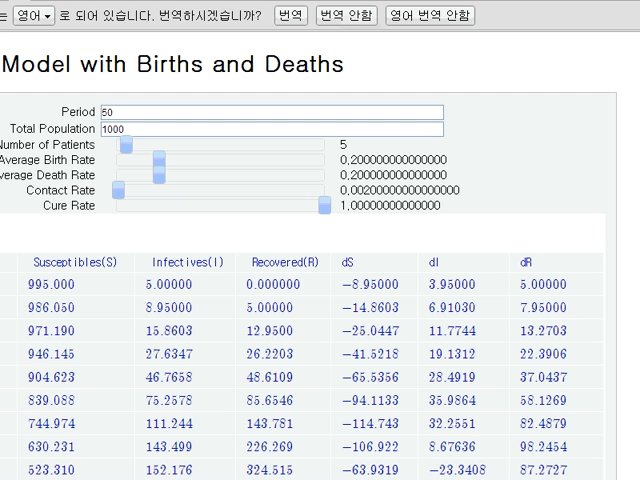 는 영어 로 되어 있습니다. 번역하시겠습니까? 번역 번역 안함 영어 번역 안함
Model with Births and Deaths
Period 50
Total Population 1000
Number of Patients 5
Average Birth Rate 0.200000000000000
Average Death Rate 0.200000000000000
Contact Rate 0.00200000000000000
Cure Rate 1.00000000000000
Susceptibles(S) Infectives(I) Recovered(R) dS dI dR
995.000 5.00000 0.000000 −8.95000 3.95000 5.00000
986.050 8.95000 5.00000 −14.8603 6.91030 7.95000
971.190 15.8603 12.9500 −25.0447 11.7744 13.2703
946.145 27.6347 26.2203 −41.5218 19.1312 22.3906
904.623 46.7658 48.6109 −65.5356 28.4919 37.0437
839.088 75.2578 85.6546 −94.1133 35.9864 58.1269
744.974 111.244 143.781 −114.743 32.2551 82.4879
630.231 143.499 226.269 −106.922 8.67636 98.2454
523.310 152.176 324.515 −63.9319 −23.3408 87.2727